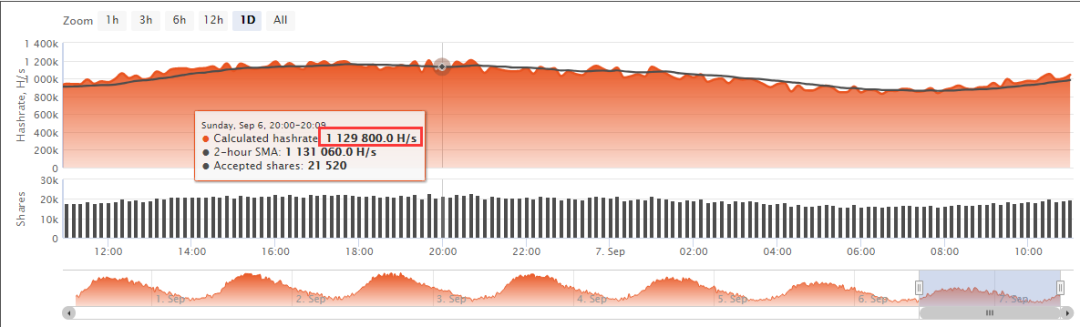 Zoom 1h 3h 6h 12h 1D All
Hashrate, H/s
1 400k
1 200k
1 000k
800k
600k
400k
200k
0
Sunday, Sep 6, 20:00-20:09
Calculated hashrate: 1 129 800.0 H/s
2-hour SMA: 1 131 060.0 H/s
Accepted shares: 21 520
Shares
30k
20k
10k
0
12:00 14:00 16:00 18:00 20:00 22:00 7. Sep 02:00 04:00 06:00 08:00 10:00
1. Sep 2. Sep 3. Sep 4. Sep 5. Sep 6. Sep 7. Sep